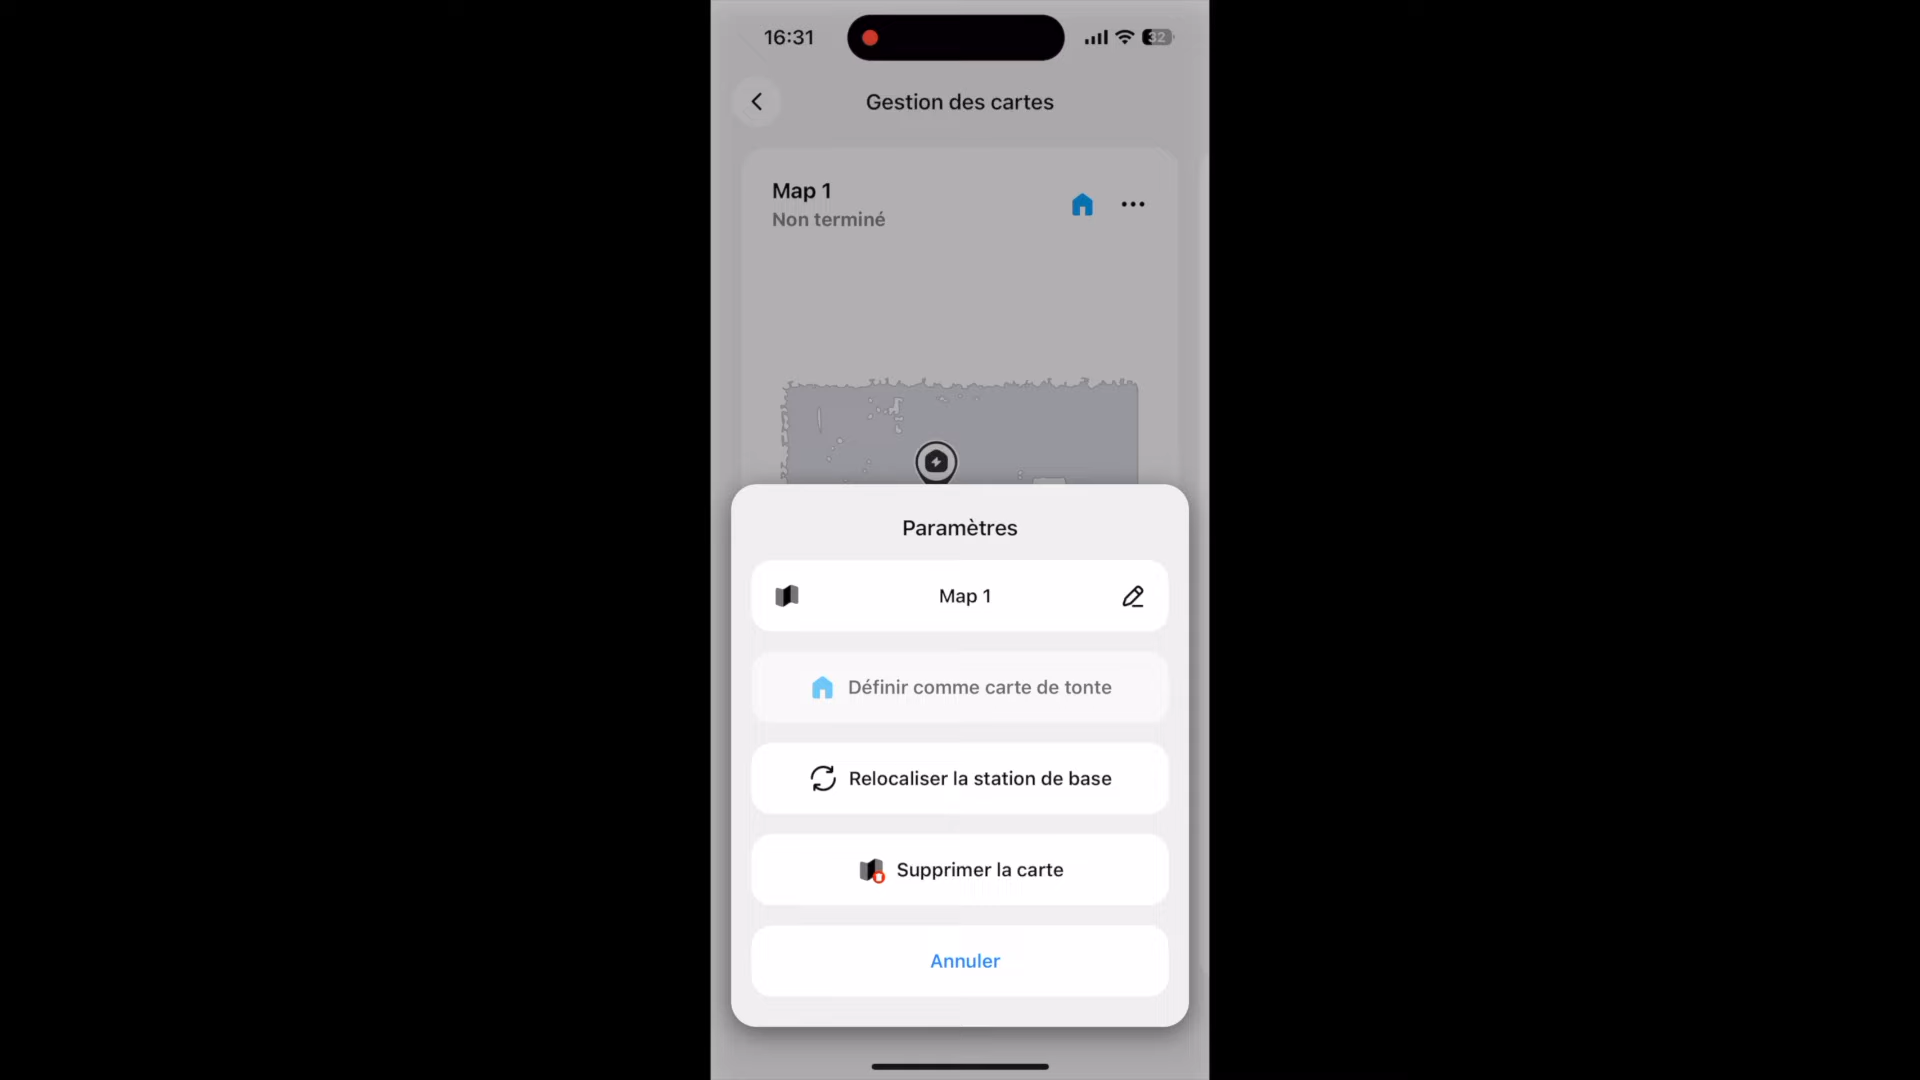 16:31
32
Gestion des cartes
Map 1
Non terminé
Paramètres
Map 1
Définir comme carte de tonte
Relocaliser la station de base
Supprimer la carte
Annuler